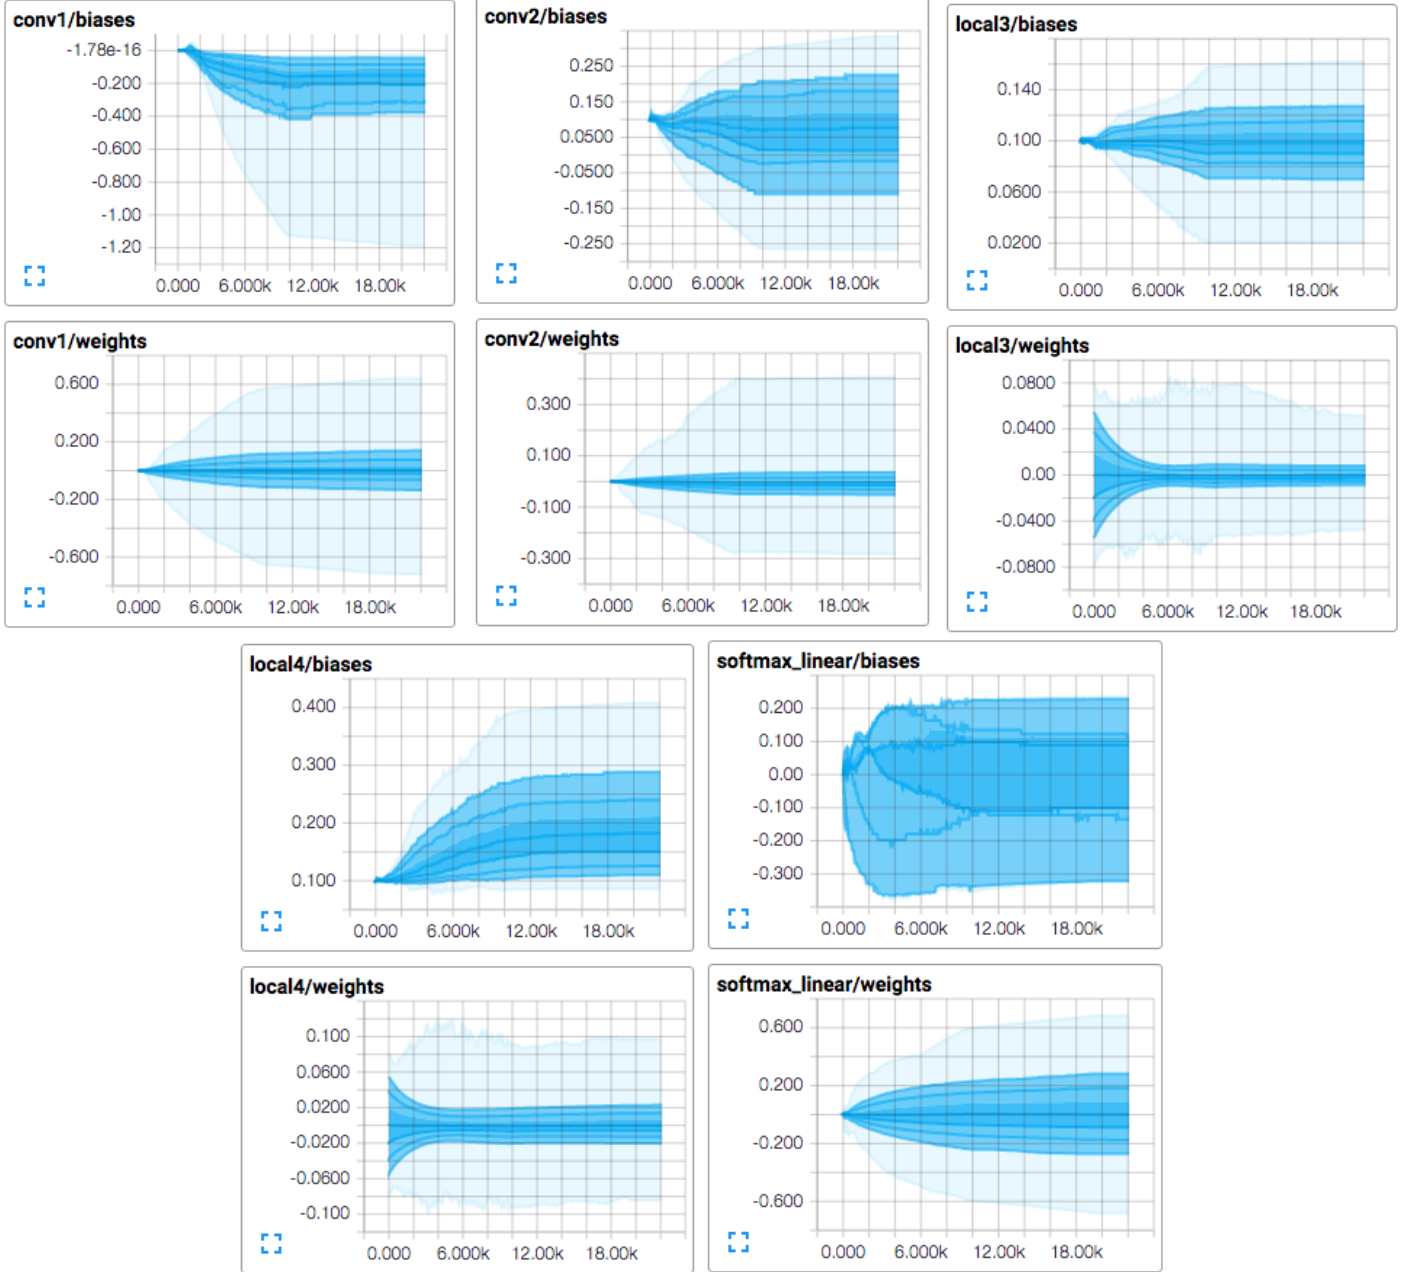 conv1/biases
-1.78e-16
-0.200
-0.400
-0.600
-0.800
-1.00
-1.20
0.000 6.000k 12.00k 18.00k
conv2/biases
0.250
0.150
0.0500
-0.0500
-0.150
-0.250
0.000 6.000k 12.00k 18.00k
local3/biases
0.140
0.100
0.0600
0.0200
0.000 6.000k 12.00k 18.00k
conv1/weights
0.600
0.200
-0.200
-0.600
0.000 6.000k 12.00k 18.00k
conv2/weights
0.300
0.100
-0.100
-0.300
0.000 6.000k 12.00k 18.00k
local3/weights
0.0800
0.0400
0.00
-0.0400
-0.0800
0.000 6.000k 12.00k 18.00k
local4/biases
0.400
0.300
0.200
0.100
0.000 6.000k 12.00k 18.00k
softmax_linear/biases
0.200
0.100
0.00
-0.100
-0.200
-0.300
0.000 6.000k 12.00k 18.00k
local4/weights
0.100
0.0600
0.0200
-0.0200
-0.0600
-0.100
0.000 6.000k 12.00k 18.00k
softmax_linear/weights
0.600
0.200
-0.200
-0.600
0.000 6.000k 12.00k 18.00k